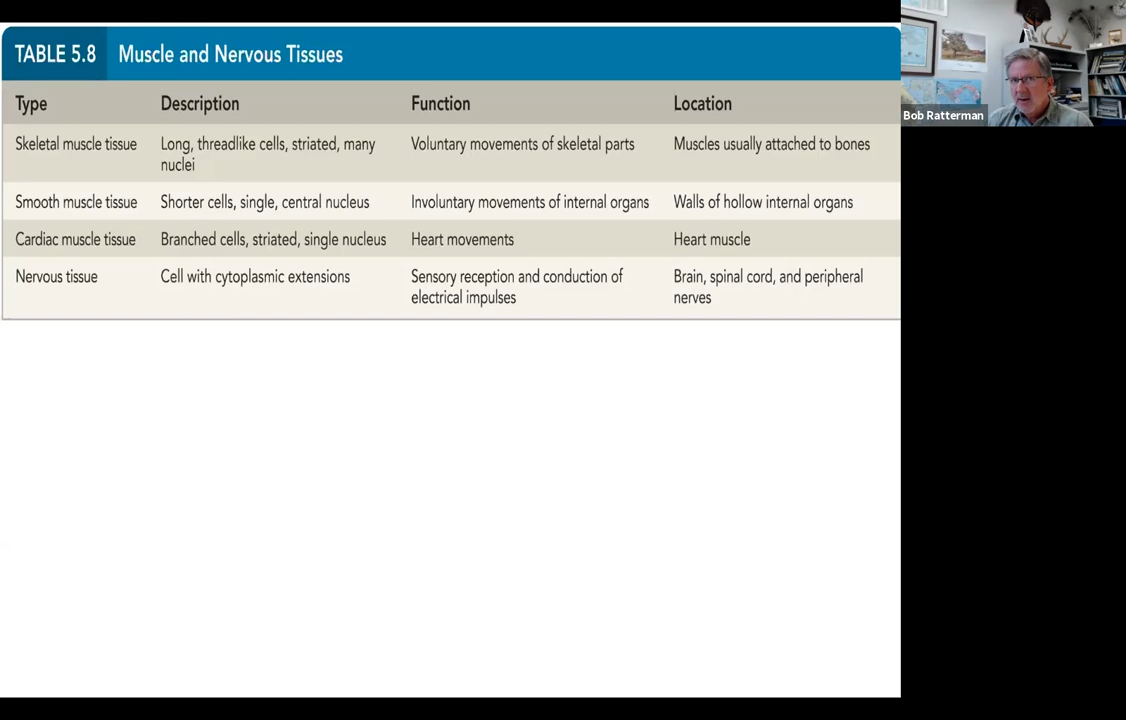 TABLE 5.8 Muscle and Nervous Tissues
Type Description Function Location
Skeletal muscle tissue Long, threadlike cells, striated, many Voluntary movements of skeletal parts Muscles usually attached to bones
nuclei
Smooth muscle tissue Shorter cells, single, central nucleus Involuntary movements of internal organs Walls of hollow internal organs
Cardiac muscle tissue Branched cells, striated, single nucleus Heart movements Heart muscle
Nervous tissue Cell with cytoplasmic extensions Sensory reception and conduction of Brain, spinal cord, and peripheral
electrical impulses nerves
Bob Ratterman